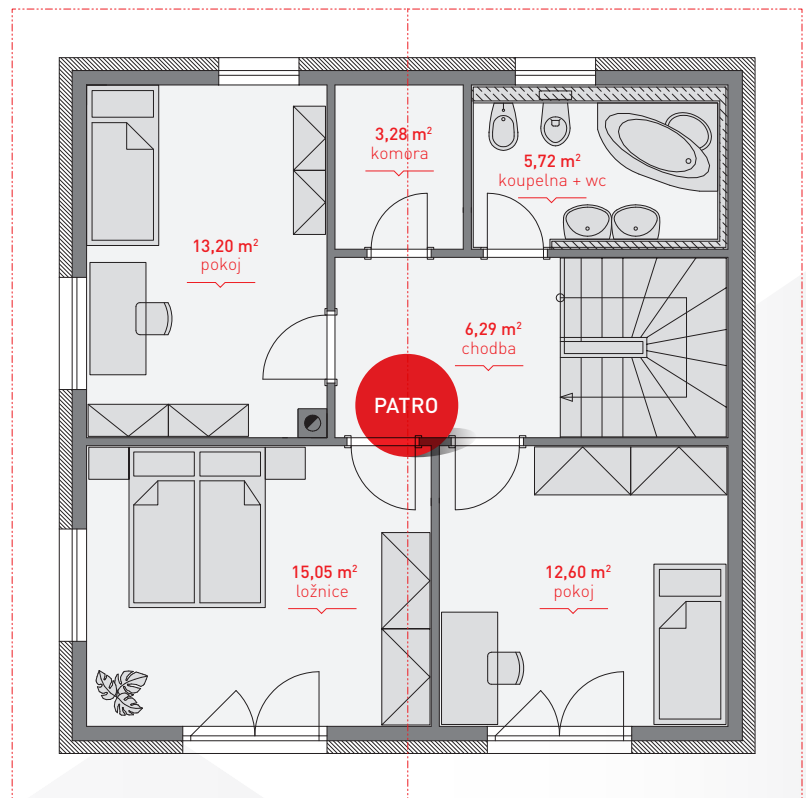 3,28 m²
komora
5,72 m²
koupelna + wc
13,20 m²
pokoj
6,29 m²
chodba
PATRO
15,05 m²
ložnice
12,60 m²
pokoj